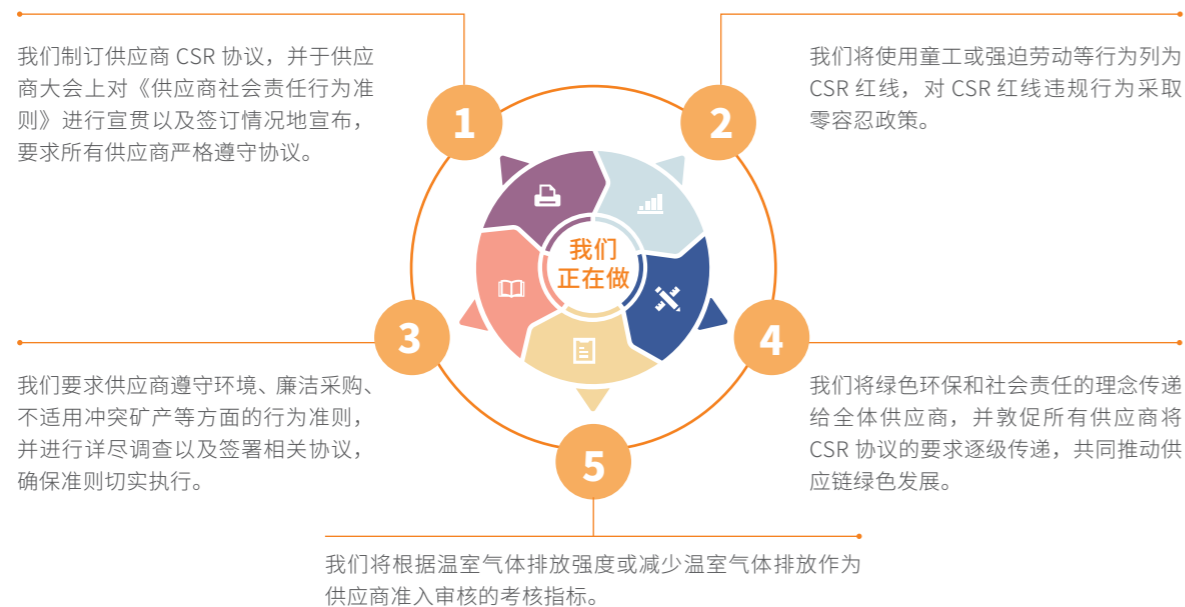 1
我们制订供应商 CSR 协议，并于供应
商大会上对《供应商社会责任行为准
则》进行宣贯以及签订情况地宣布，
要求所有供应商严格遵守协议。
2
我们将使用童工或强迫劳动等行为列为
CSR 红线，对 CSR 红线违规行为采取
零容忍政策。
我们
正在做
3
我们要求供应商遵守环境、廉洁采购、
不适用冲突矿产等方面的行为准则，
并进行详尽调查以及签署相关协议，
确保准则切实执行。
4
我们将绿色环保和社会责任的理念传递
给全体供应商，并敦促所有供应商将
CSR 协议的要求逐级传递，共同推动供
应链绿色发展。
5
我们将根据温室气体排放强度或减少温室气体排放作为
供应商准入审核的考核指标。